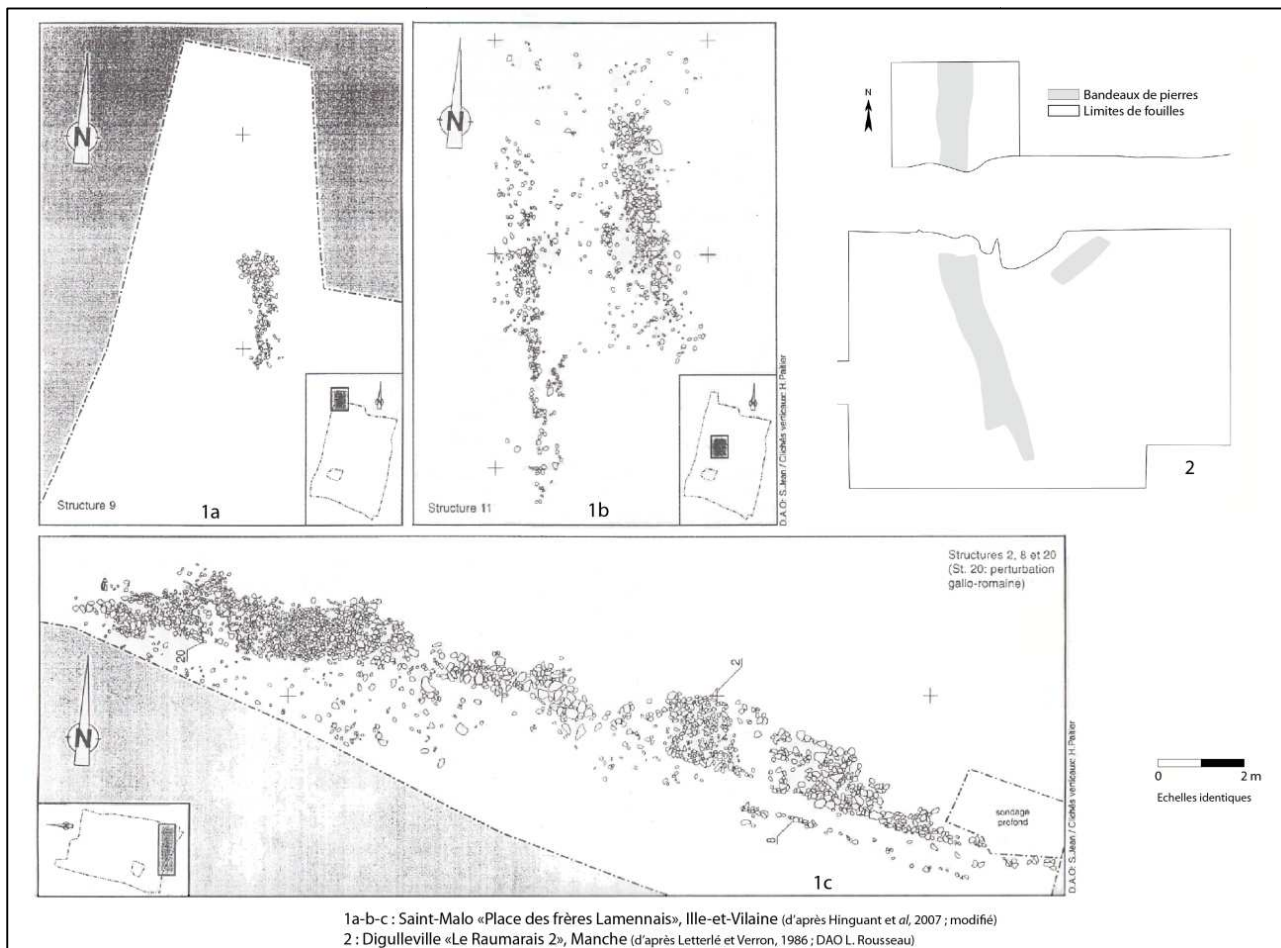 N
Structure 9
1a
N
Structure 11
1b
D.A.O: S.Jean / Clichés verticaux: H.Paitier
N
Bandeaux de pierres
Limites de fouilles
2
Structures 2, 8 et 20
(St. 20: perturbation
gallo-romaine)
20
2
N
8
sondage
profond
1c
D.A.O: S.Jean / Clichés verticaux: H.Paitier
0 2 m
Echelles identiques
1a-b-c : Saint-Malo «Place des frères Lamennais», Ille-et-Vilaine (d'après Hinguant et al, 2007 ; modifié)
2 : Digulleville «Le Raumarais 2», Manche (d'après Letterlé et Verron, 1986 ; DAO L. Rousseau)